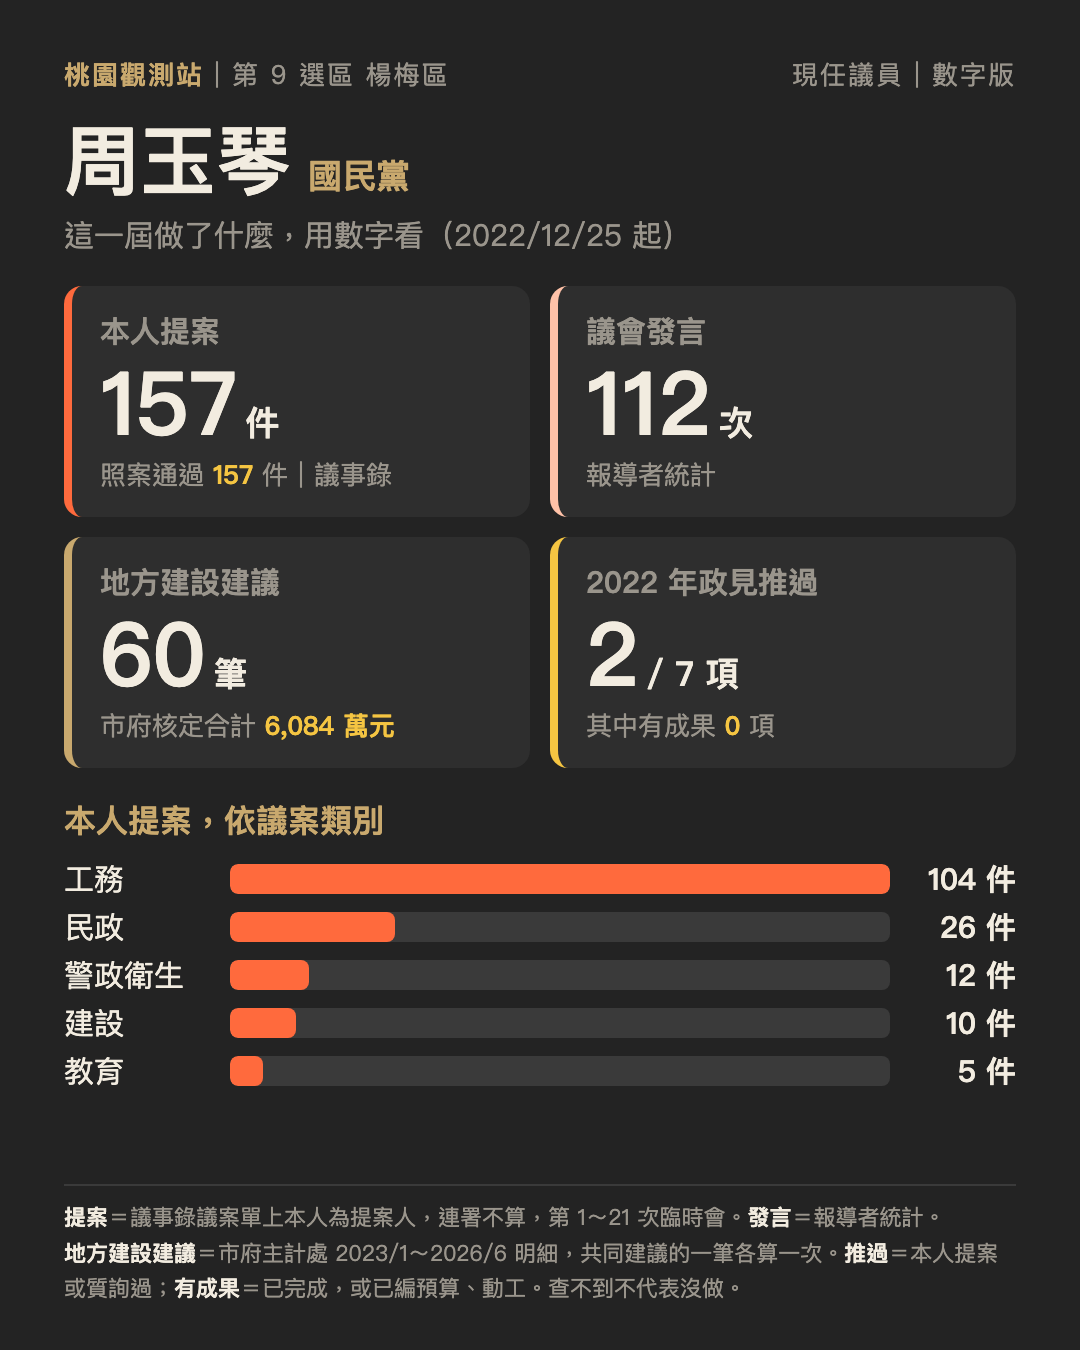 桃園觀測站｜第 9 選區 楊梅區
現任議員｜數字版
周玉琴 國民黨
這一屆做了什麼，用數字看（2022/12/25 起）
本人提案
157 件
照案通過 157 件｜議事錄
議會發言
112 次
報導者統計
地方建設建議
60 筆
市府核定合計 6,084 萬元
2022 年政見推過
2 / 7 項
其中有成果 0 項
本人提案，依議案類別
工務 104 件
民政 26 件
警政衛生 12 件
建設 10 件
教育 5 件
提案＝議事錄議案單上本人為提案人，連署不算，第 1～21 次臨時會。發言＝報導者統計。
地方建設建議＝市府主計處 2023/1～2026/6 明細，共同建議的一筆各算一次。推過＝本人提案
或質詢過；有成果＝已完成，或已編預算、動工。查不到不代表沒做。